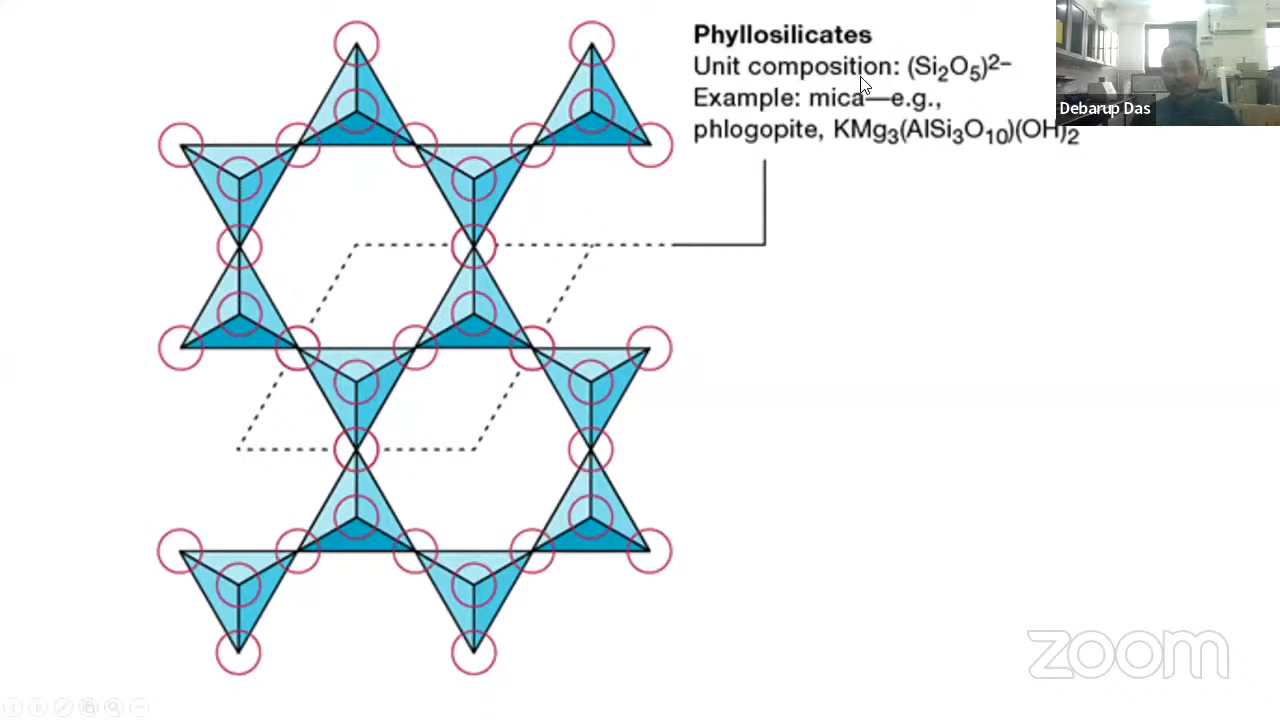 Phyllosilicates
Unit composition: (Si₂O₅)²⁻
Example: mica—e.g.,
phlogopite, KMg₃(AlSi₃O₁₀)(OH)₂
Debarup Das
zoom